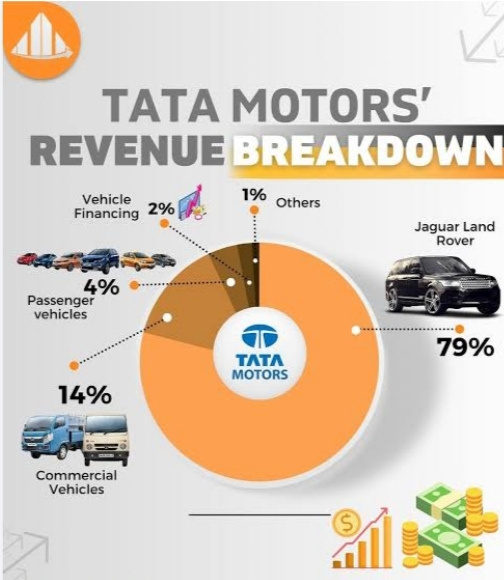 TATA MOTORS'
REVENUE BREAKDOWN
Vehicle
Financing 2%
1% Others
Jaguar Land
Rover
79%
4%
Passenger
vehicles
14%
Commercial
Vehicles
TATA
MOTORS
$